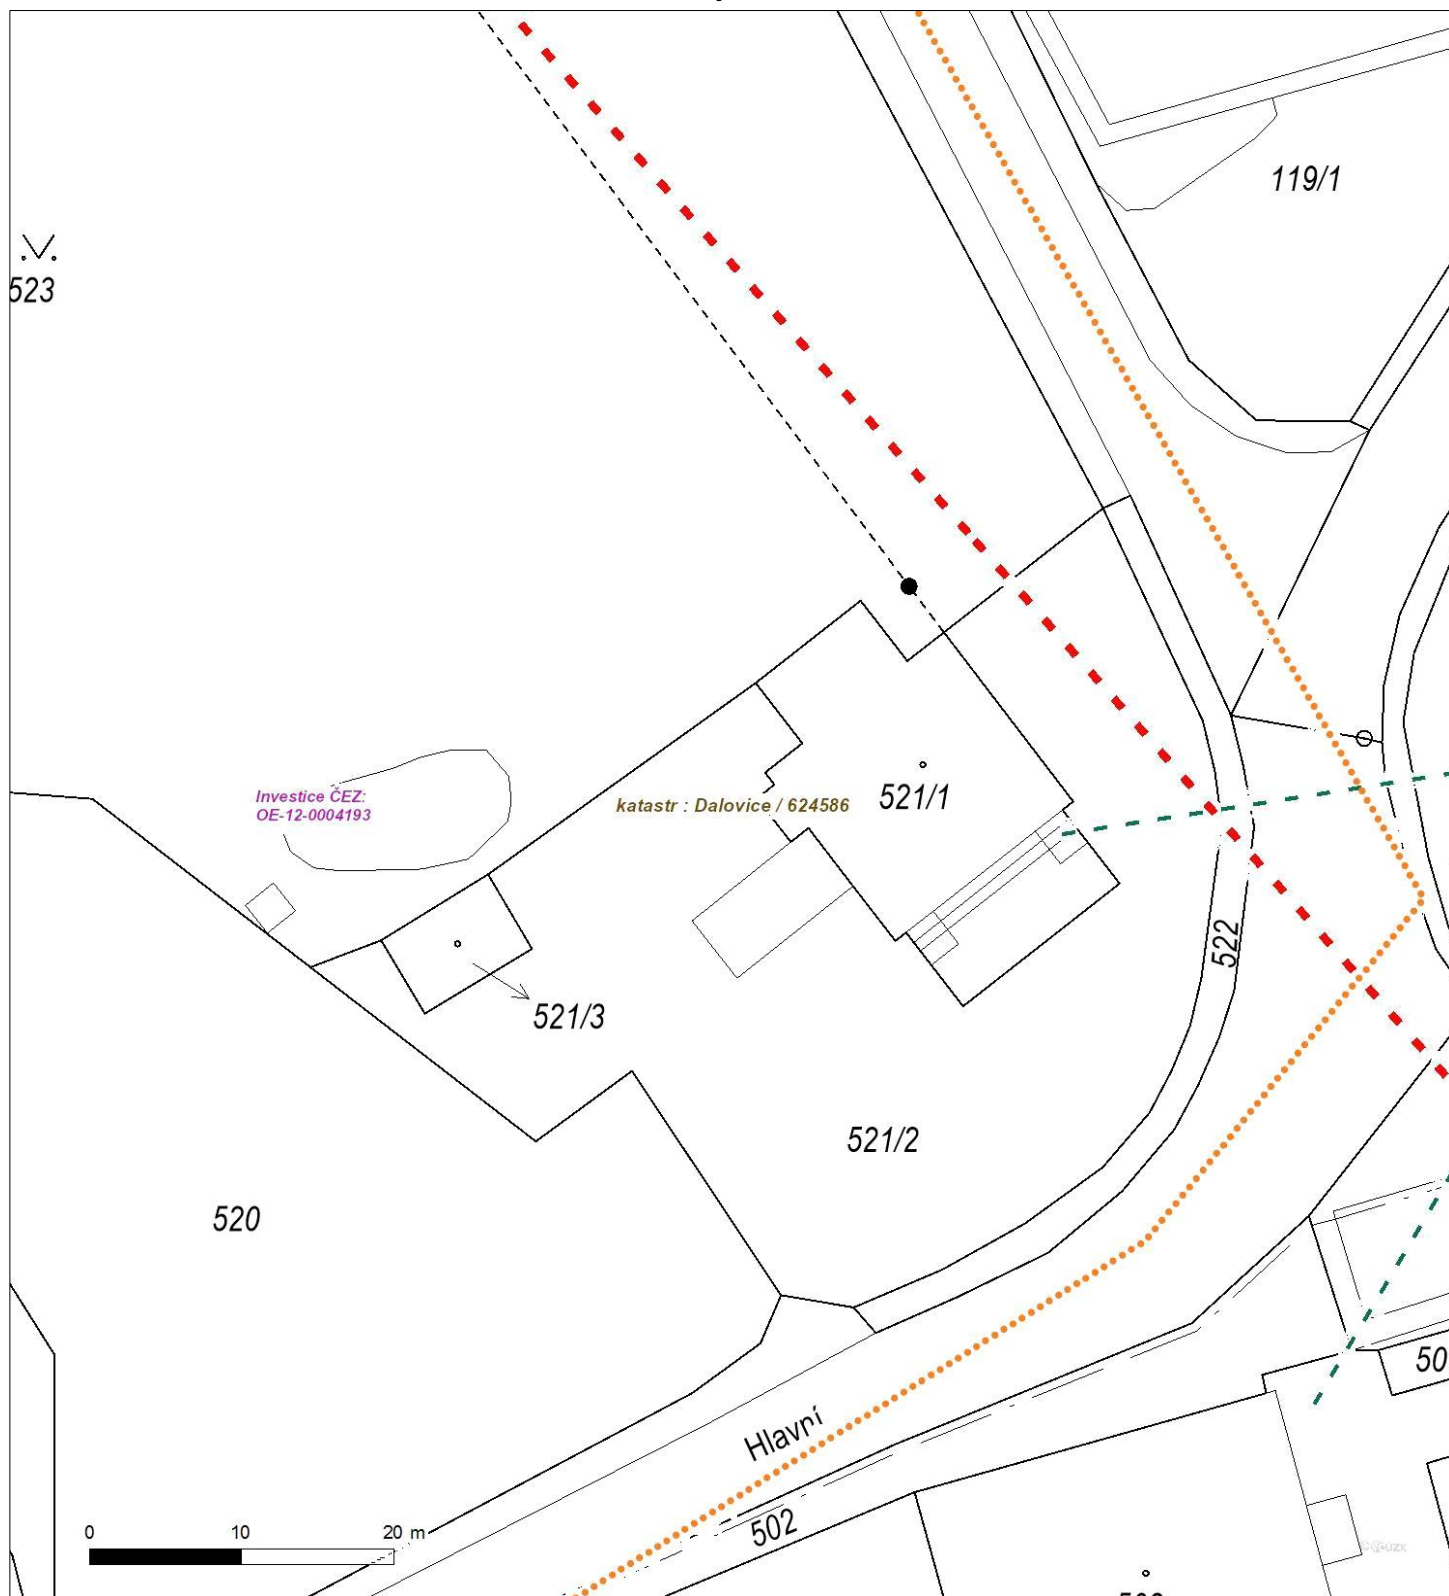 119/1
523
Investice ČEZ:
OE-12-0004193
katastr : Dalovice / 624586
521/1
522
521/3
521/2
520
Hlavní
502
0 10 20 m